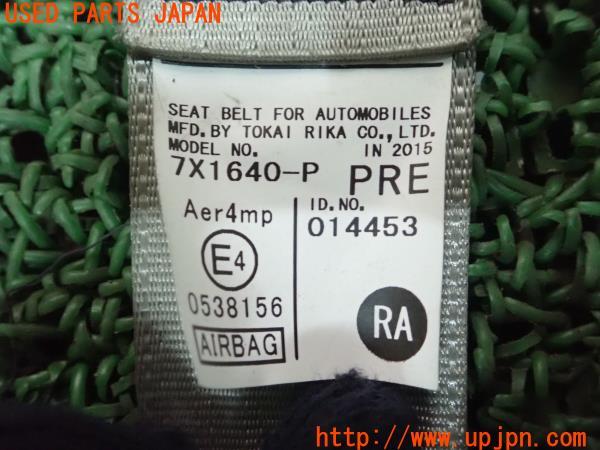 USED PARTS JAPAN
SEAT BELT FOR AUTOMOBILES
MFD. BY TOKAI RIKA CO., LTD.
MODEL NO. IN 2015
7X1640-P PRE
Aer4mp
E4
0538156
AIRBAG
ID.NO.
014453
RA
http://www.upjpn.com